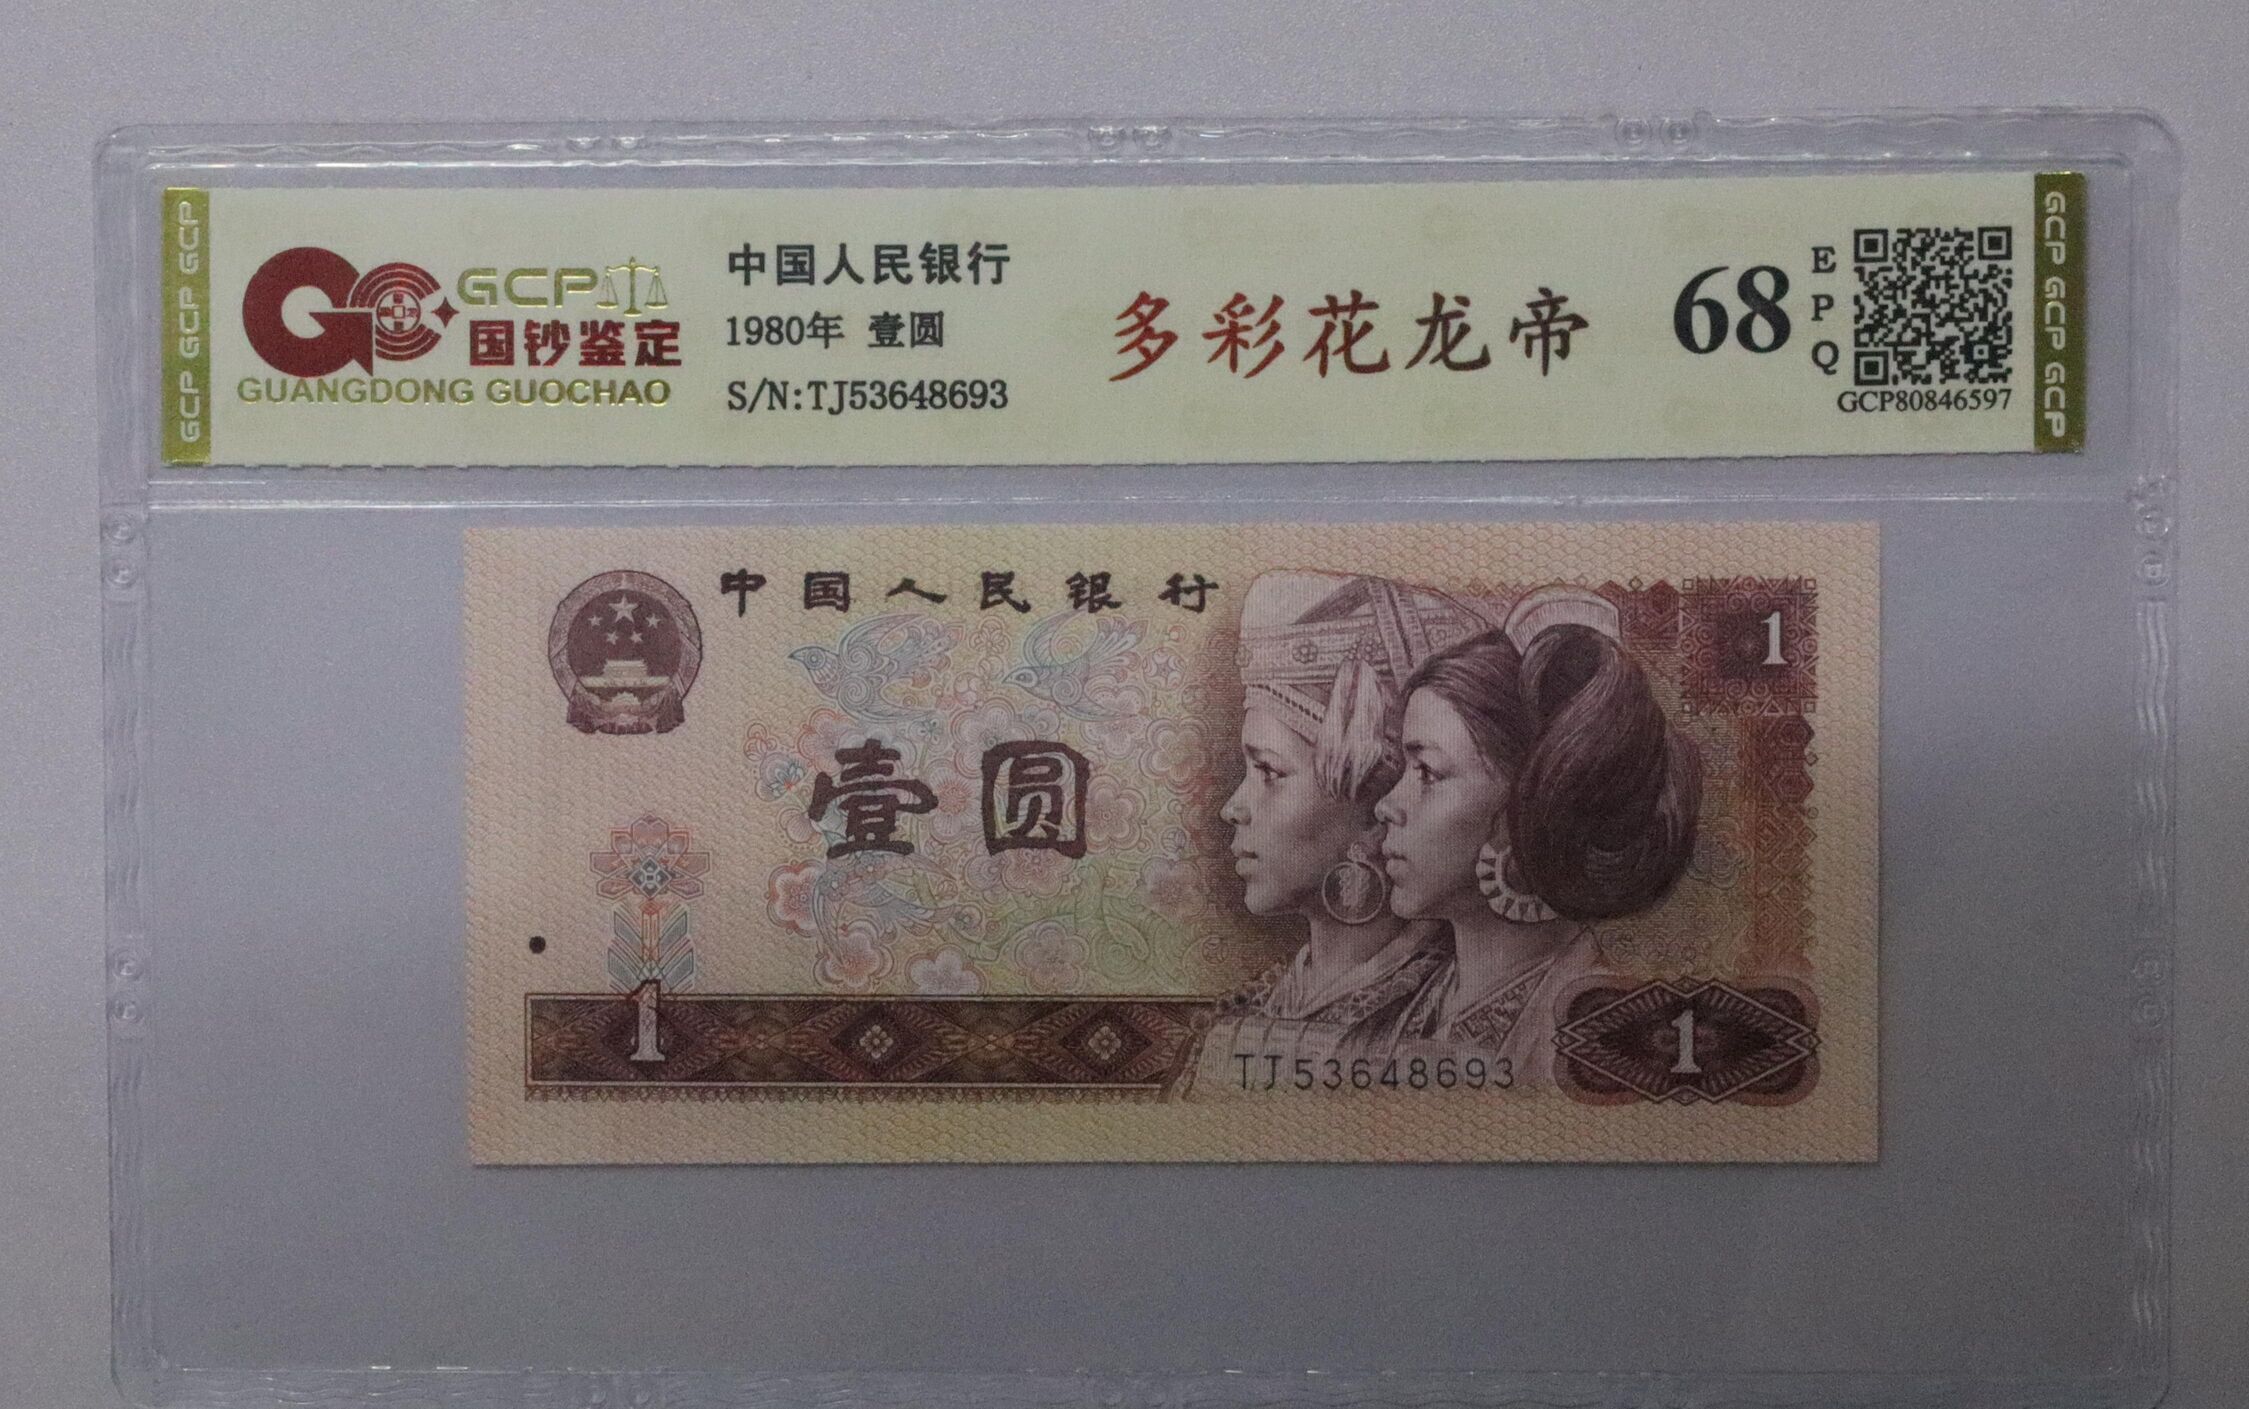 GCP GCP GCP
GCP
国钞鉴定
GUANGDONG GUOCHAO
中国人民银行
1980年 壹圆
S/N:TJ53648693
多彩花龙帝
68
E
P
Q
GCP80846597
GCP GCP GCP GCP
中国人民银行
1
壹圆
1
1
TJ53648693